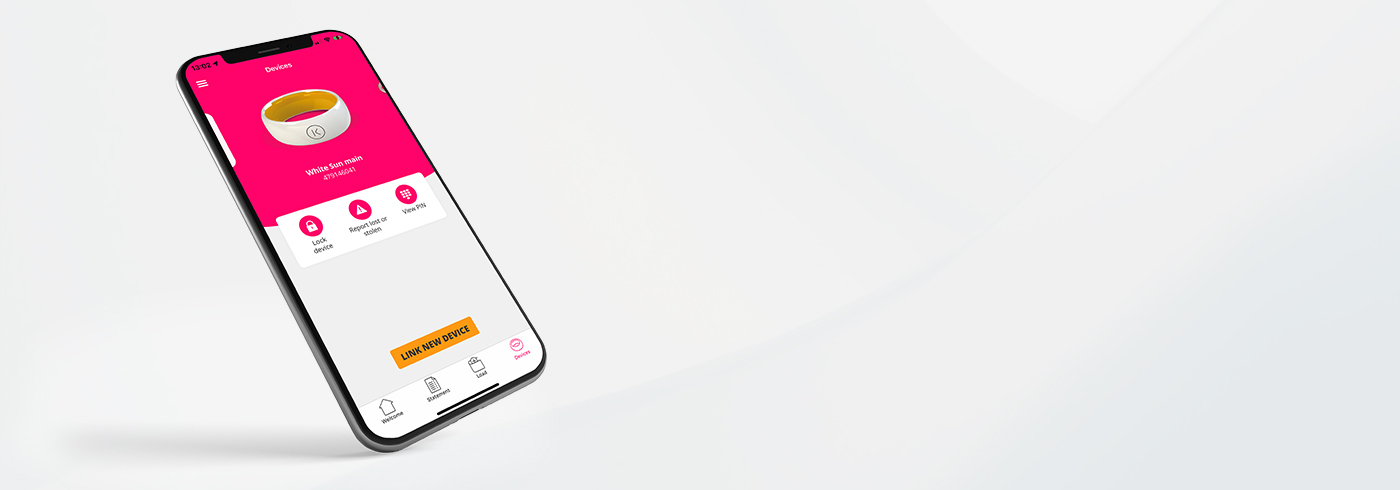 13:02
Devices
K
White Sun main
479146041
Lock
device
Report lost or
stolen
View PIN
LINK NEW DEVICE
Welcome
Statement
Load
Devices